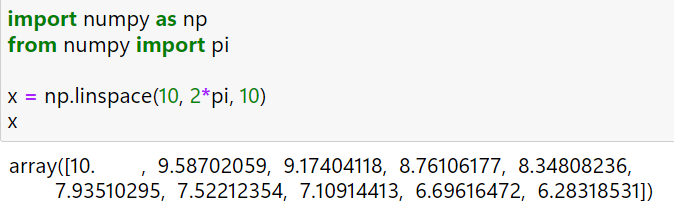 import numpy as np
from numpy import pi
x = np.linspace(10, 2*pi, 10)
x
array([10.        ,  9.58702059,  9.17404118,  8.76106177,  8.34808236,
        7.93510295,  7.52212354,  7.10914413,  6.69616472,  6.28318531])